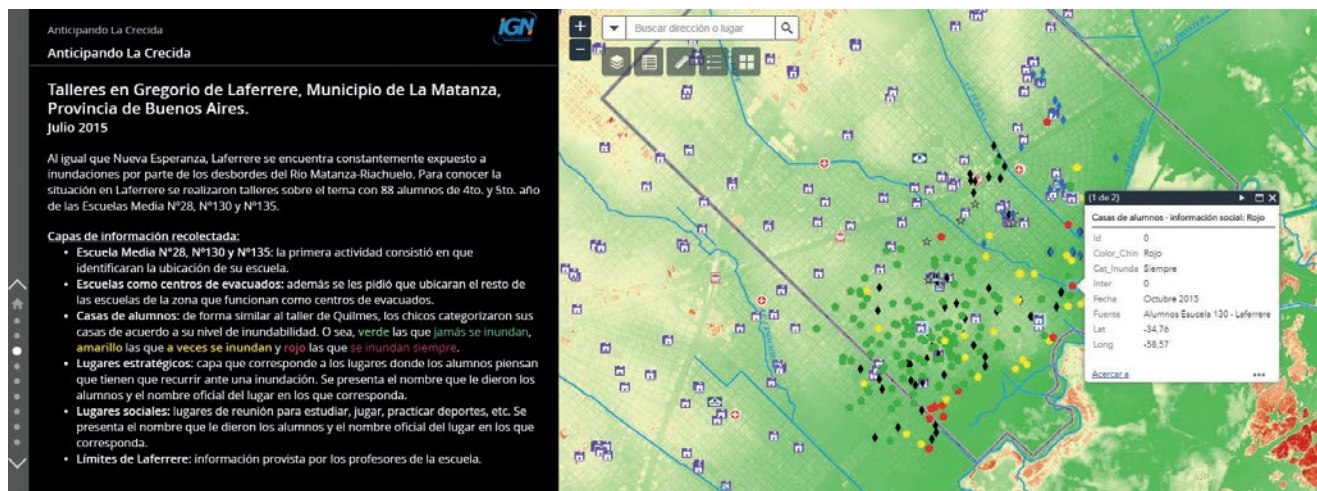 Anticipando La Crecida
Anticipando La Crecida
IGN
Talleres en Gregorio de Laferrere, Municipio de La Matanza,
Provincia de Buenos Aires.
Julio 2015
Al igual que Nueva Esperanza, Laferrere se encuentra constantemente expuesto a
inundaciones por parte de los desbordes del Río Matanza-Riachuelo. Para conocer la
situación en Laferrere se realizaron talleres sobre el tema con 88 alumnos de 4to. y 5to. año
de las Escuelas Media N°28, N°130 y N°135.
Capas de información recolectada:
• Escuela Media N°28, N°130 y N°135: la primera actividad consistió en que
identificaran la ubicación de su escuela.
• Escuelas como centros de evacuados: además se les pidió que ubicaran el resto de
las escuelas de la zona que funcionan como centros de evacuados.
• Casas de alumnos: de forma similar al taller de Quilmes, los chicos categorizaron sus
casas de acuerdo a su nivel de inundabilidad. O sea, verde las que jamás se inundan,
amarillo las que a veces se inundan y rojo las que se inundan siempre.
• Lugares estratégicos: capa que corresponde a los lugares donde los alumnos piensan
que tienen que recurrir ante una inundación. Se presenta el nombre que le dieron los
alumnos y el nombre oficial del lugar en los que corresponda.
• Lugares sociales: lugares de reunión para estudiar, jugar, practicar deportes, etc. Se
presenta el nombre que le dieron los alumnos y el nombre oficial del lugar en los que
corresponda.
• Límites de Laferrere: información provista por los profesores de la escuela.
+
−
Buscar dirección o lugar
(1 de 2)
Casas de alumnos - información social: Rojo
Id 0
Color_Chin Rojo
Cat_Inunda Siempre
Inter 0
Fecha Octubre 2015
Fuente Alumnos Esucela 130 - Laferrere
Lat -34,76
Long -58,57
Acercar a